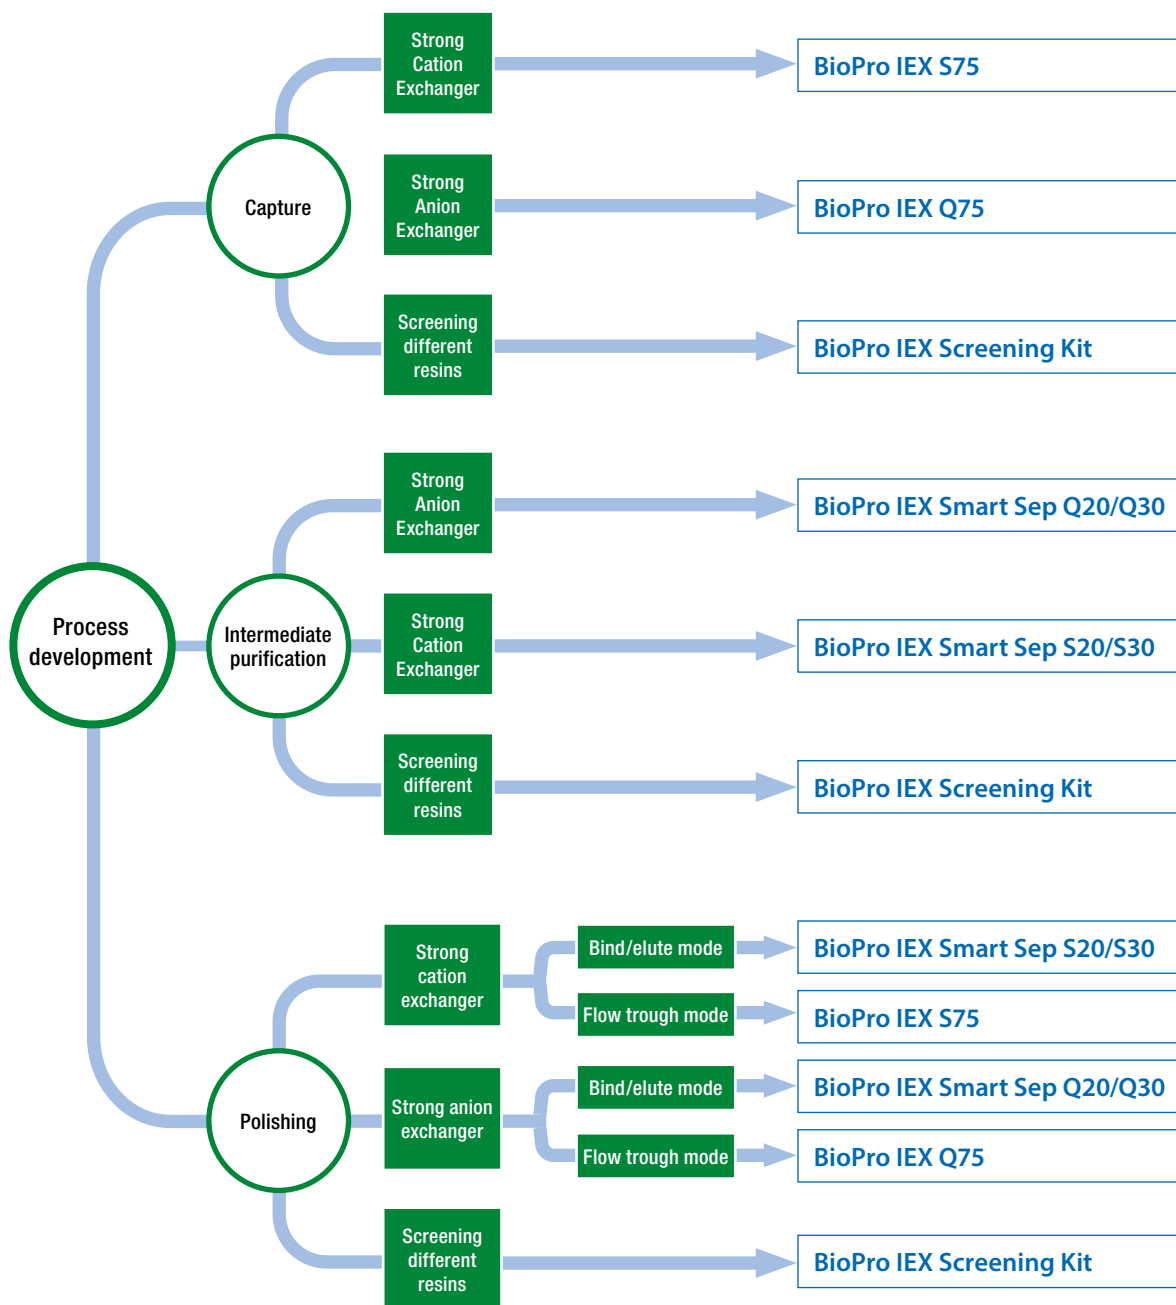 Strong
Cation
Exchanger
BioPro IEX S75
Capture
Strong
Anion
Exchanger
BioPro IEX Q75
Screening
different
resins
BioPro IEX Screening Kit
Strong
Anion
Exchanger
BioPro IEX Smart Sep Q20/Q30
Process
development
Intermediate
purification
Strong
Cation
Exchanger
BioPro IEX Smart Sep S20/S30
Screening
different
resins
BioPro IEX Screening Kit
Strong
cation
exchanger
Bind/elute mode
BioPro IEX Smart Sep S20/S30
Flow trough mode
BioPro IEX S75
Polishing
Strong anion
exchanger
Bind/elute mode
BioPro IEX Smart Sep Q20/Q30
Flow trough mode
BioPro IEX Q75
Screening
different
resins
BioPro IEX Screening Kit